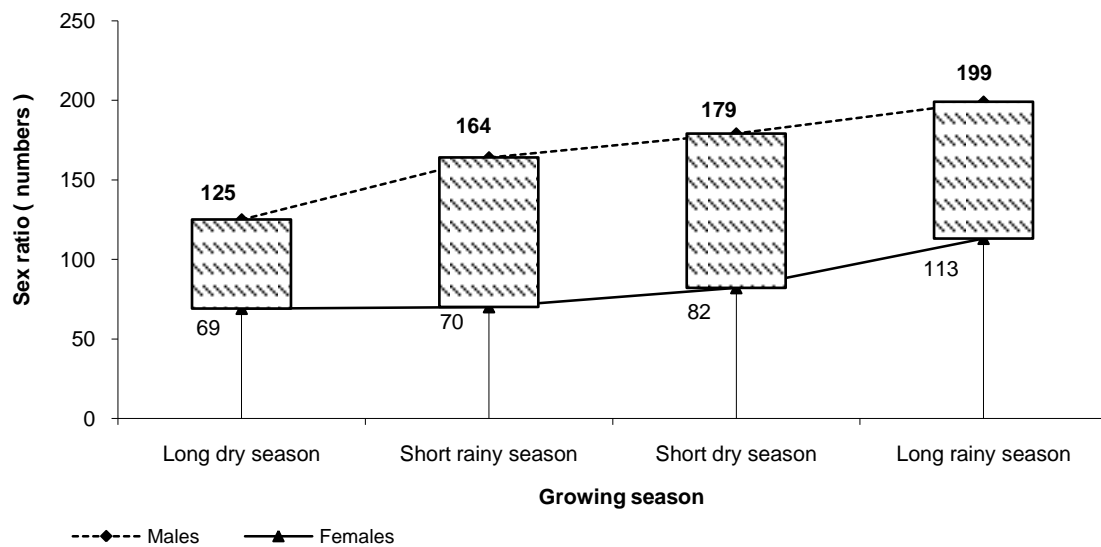 250
200
150
100
50
0
Sex ratio ( numbers )
125
164
179
199
69
70
82
113
Long dry season
Short rainy season
Short dry season
Long rainy season
Growing season
Males
Females